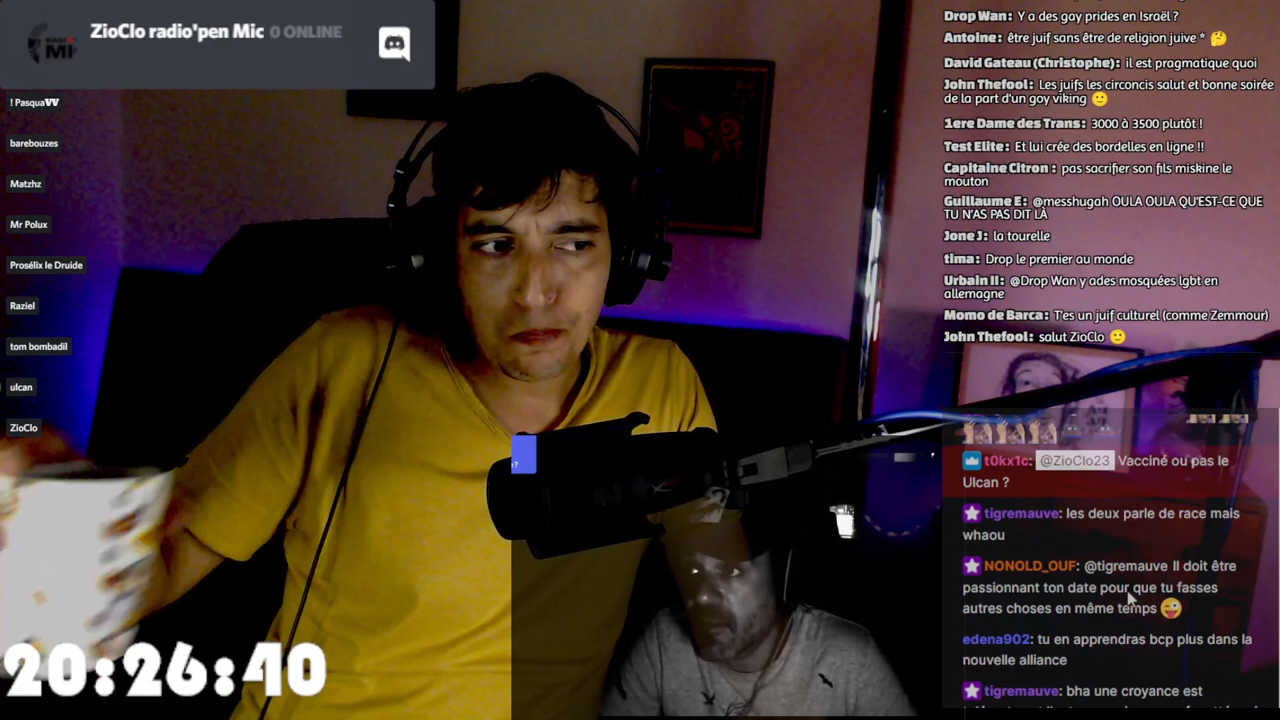 ZioClo radio'pen Mic 0 ONLINE
MI
! PasquaVV
barebouzes
Matzhz
Mr Polux
Prosélix le Druide
Raziel
tom bombadil
ulcan
ZioClo
20:26:40
Drop Wan: Y a des gay prides en Israël ?
Antoine: être juif sans être de religion juive * 🤔
David Gateau (Christophe): il est pragmatique quoi
John Thefool: Les juifs les circoncis salut et bonne soirée
de la part d'un goy viking 🙂
1ere Dame des Trans: 3000 à 3500 plutôt !
Test Elite: Et lui crée des bordelles en ligne !!
Capitaine Citron : pas sacrifier son fils miskine le
mouton
Guillaume E: @messhugah OULA OULA QU'EST-CE QUE
TU N'AS PAS DIT LÀ
Jone J: la tourelle
tima: Drop le premier au monde
Urbain II: @Drop Wan y ades mosquées lgbt en
allemagne
Momo de Barca: T'es un juif culturel (comme Zemmour)
John Thefool: salut ZioClo 🙂
t0kx1c: @ZioClo23 Vacciné ou pas le
Ulcan ?
tigremauve: les deux parle de race mais
whaou
NONOLD_OUF: @tigremauve Il doit être
passionnant ton date pour que tu fasses
autres choses en même temps 😜
edena902: tu en apprendras bcp plus dans la
nouvelle alliance
tigremauve: bha une croyance est